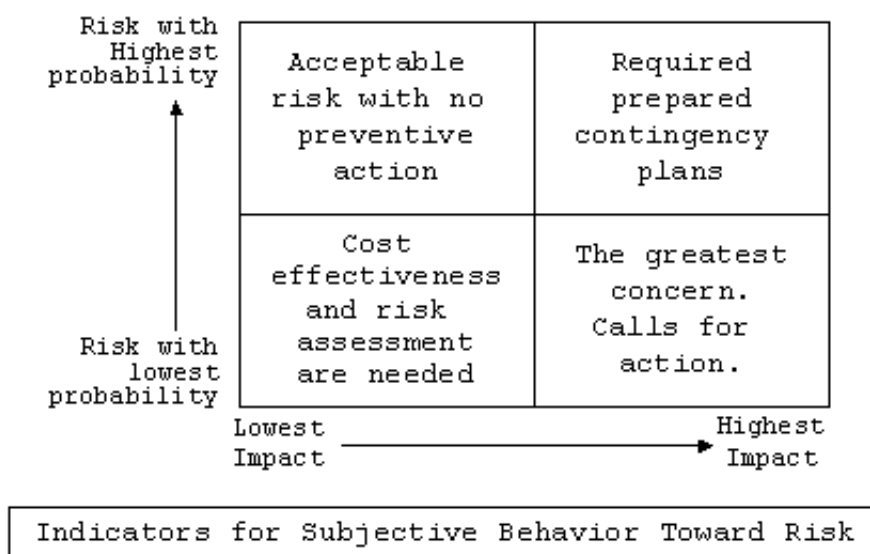 Risk with
Highest
probability
Acceptable
risk with no
preventive
action
Required
prepared
contingency
plans
Cost
effectiveness
and risk
assessment
are needed
The greatest
concern.
Calls for
action.
Risk with
lowest
probability
Lowest
Impact
Highest
Impact
Indicators for Subjective Behavior Toward Risk